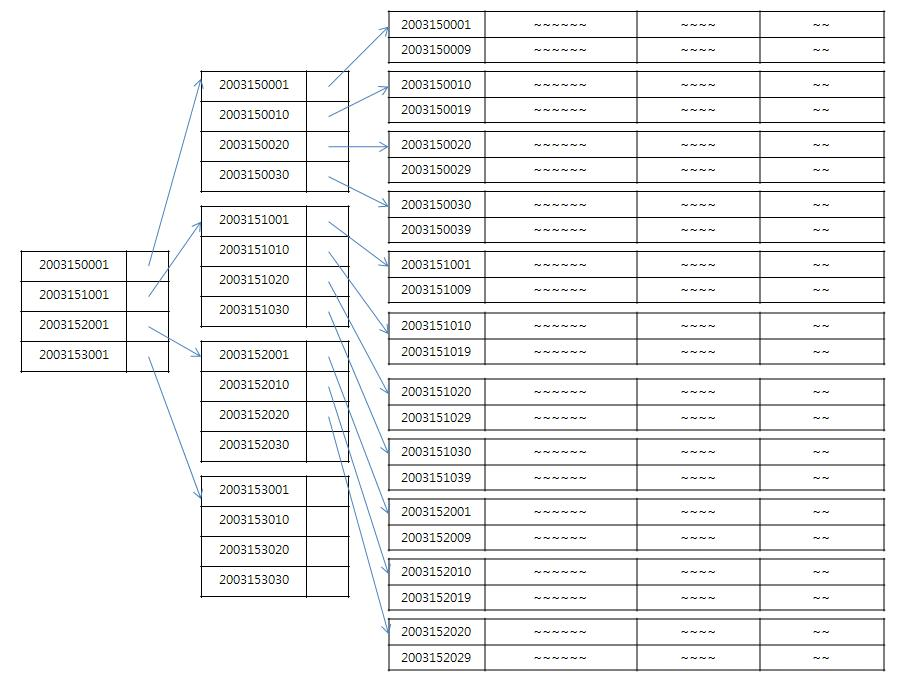 2003150001
2003151001
2003152001
2003153001
2003150001
2003150010
2003150020
2003150030
2003151001
2003151010
2003151020
2003151030
2003152001
2003152010
2003152020
2003152030
2003153001
2003153010
2003153020
2003153030
2003150001 ~~~~~~ ~~~~ ~~
2003150009 ~~~~~~ ~~~~ ~~
2003150010 ~~~~~~ ~~~~ ~~
2003150019 ~~~~~~ ~~~~ ~~
2003150020 ~~~~~~ ~~~~ ~~
2003150029 ~~~~~~ ~~~~ ~~
2003150030 ~~~~~~ ~~~~ ~~
2003150039 ~~~~~~ ~~~~ ~~
2003151001 ~~~~~~ ~~~~ ~~
2003151009 ~~~~~~ ~~~~ ~~
2003151010 ~~~~~~ ~~~~ ~~
2003151019 ~~~~~~ ~~~~ ~~
2003151020 ~~~~~~ ~~~~ ~~
2003151029 ~~~~~~ ~~~~ ~~
2003151030 ~~~~~~ ~~~~ ~~
2003151039 ~~~~~~ ~~~~ ~~
2003152001 ~~~~~~ ~~~~ ~~
2003152009 ~~~~~~ ~~~~ ~~
2003152010 ~~~~~~ ~~~~ ~~
2003152019 ~~~~~~ ~~~~ ~~
2003152020 ~~~~~~ ~~~~ ~~
2003152029 ~~~~~~ ~~~~ ~~